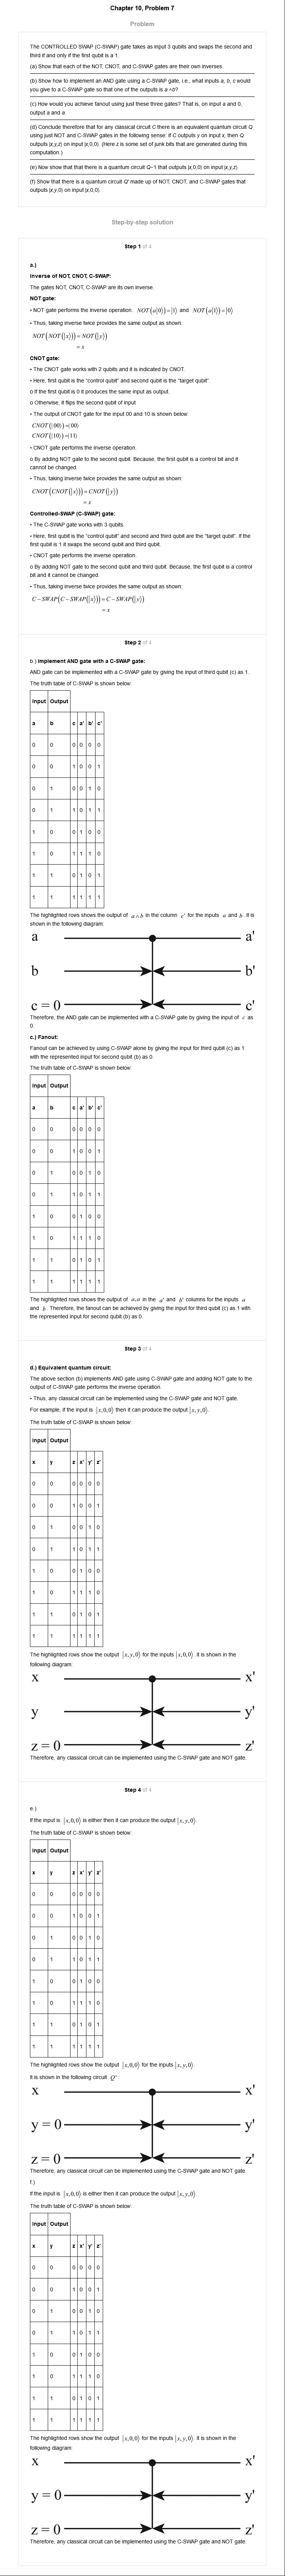 Chapter 10, Problem 7
Problem
The CONTROLLED SWAP (C-SWAP) gate takes as input 3 qubits and swaps the second and
third if and only if the first qubit is a 1.
(a) Show that each of the NOT, CNOT, and C-SWAP gates are their own inverses.
(b) Show how to implement an AND gate using a C-SWAP gate, i.e., what inputs a, b, c would
you give to a C-SWAP gate so that one of the outputs is a ^b?
(c) How would you achieve fanout using just these three gates? That is, on input a and 0,
output a and a.
(d) Conclude therefore that for any classical circuit C there is an equivalent quantum circuit Q
using just NOT and C-SWAP gates in the following sense: if C outputs y on input x, then Q
outputs |x,y,z⟩ on input |x,0,0⟩. (Here z is some set of junk bits that are generated during this
computation.)
(e) Now show that that there is a quantum circuit Q−1 that outputs |x,0,0⟩ on input |x,y,z⟩.
(f) Show that there is a quantum circuit Q' made up of NOT, CNOT, and C-SWAP gates that
outputs |x,y,0⟩ on input |x,0,0⟩.
Step-by-step solution
Step 1 of 4
a.)
Inverse of NOT, CNOT, C-SWAP:
The gates NOT, CNOT, C-SWAP are its own inverse.
NOT gate:
• NOT gate performs the inverse operation. NOT(a|0⟩)=|1⟩ and NOT(a|1⟩)=|0⟩
• Thus, taking inverse twice provides the same output as shown:
NOT(NOT(|x⟩))=NOT(|y⟩)
= x
CNOT gate:
• The CNOT gate works with 2 qubits and it is indicated by CNOT.
• Here, first qubit is the "control qubit" and second qubit is the "target qubit".
o If the first qubit is 0 it produces the same input as output.
o Otherwise, it flips the second qubit of input
• The output of CNOT gate for the input 00 and 10 is shown below:
CNOT(|00⟩)=|00⟩
CNOT(|10⟩)=|11⟩
• CNOT gate performs the inverse operation.
o By adding NOT gate to the second qubit. Because, the first qubit is a control bit and it
cannot be changed.
• Thus, taking inverse twice provides the same output as shown:
CNOT(CNOT(|x⟩))=CNOT(|y⟩)
= x
Controlled-SWAP (C-SWAP) gate:
• The C-SWAP gate works with 3 qubits.
• Here, first qubit is the "control qubit" and second and third qubit are the "target qubit". If the
first qubit is 1 it swaps the second qubit and third qubit.
• CNOT gate performs the inverse operation.
o By adding NOT gate to the second qubit and third qubit. Because, the first qubit is a control
bit and it cannot be changed.
• Thus, taking inverse twice provides the same output as shown:
C−SWAP(C−SWAP(|x⟩))=C−SWAP(|y⟩)
= x
Step 2 of 4
b.) Implement AND gate with a C-SWAP gate:
AND gate can be implemented with a C-SWAP gate by giving the input of third qubit (c) as 1.
The truth table of C-SWAP is shown below:
Input Output
a b c a' b' c'
0 0 0 0 0 0
0 0 1 0 0 1
0 1 0 0 1 0
0 1 1 0 1 1
1 0 0 1 0 0
1 0 1 1 1 0
1 1 0 1 0 1
1 1 1 1 1 1
The highlighted rows shows the output of a∧b in the column c' for the inputs a and b. It is
shown in the following diagram:
a a'
b b'
c = 0 c'
Therefore, the AND gate can be implemented with a C-SWAP gate by giving the input of c as
0.
c.) Fanout:
Fanout can be achieved by using C-SWAP alone by giving the input for third qubit (c) as 1
with the represented input for second qubit (b) as 0.
The truth table of C-SWAP is shown below:
Input Output
a b c a' b' c'
0 0 0 0 0 0
0 0 1 0 0 1
0 1 0 0 1 0
0 1 1 0 1 1
1 0 0 1 0 0
1 0 1 1 1 0
1 1 0 1 0 1
1 1 1 1 1 1
The highlighted rows shows the output of a,a in the a' and b' columns for the inputs a
and b. Therefore, the fanout can be achieved by giving the input for third qubit (c) as 1 with
the represented input for second qubit (b) as 0.
Step 3 of 4
d.) Equivalent quantum circuit:
The above section (b) implements AND gate using C-SWAP gate and adding NOT gate to the
output of C-SWAP gate performs the inverse operation.
• Thus, any classical circuit can be implemented using the C-SWAP gate and NOT gate.
For example, if the input is |x,0,0⟩ then it can produce the output |x,y,0⟩.
The truth table of C-SWAP is shown below:
Input Output
x y z x' y' z'
0 0 0 0 0 0
0 0 1 0 0 1
0 1 0 0 1 0
0 1 1 0 1 1
1 0 0 1 0 0
1 0 1 1 1 0
1 1 0 1 0 1
1 1 1 1 1 1
The highlighted rows show the output |x,y,0⟩ for the inputs |x,0,0⟩. It is shown in the
following diagram:
x x'
y y'
z = 0 z'
Therefore, any classical circuit can be implemented using the C-SWAP gate and NOT gate.
Step 4 of 4
e.)
If the input is |x,0,0⟩ is either then it can produce the output |x,y,0⟩.
The truth table of C-SWAP is shown below:
Input Output
x y z x' y' z'
0 0 0 0 0 0
0 0 1 0 0 1
0 1 0 0 1 0
0 1 1 0 1 1
1 0 0 1 0 0
1 0 1 1 1 0
1 1 0 1 0 1
1 1 1 1 1 1
The highlighted rows show the output |x,0,0⟩ for the inputs |x,y,0⟩.
It is shown in the following circuit Q':
x x'
y = 0 y'
z = 0 z'
Therefore, any classical circuit can be implemented using the C-SWAP gate and NOT gate.
f.)
If the input is |x,0,0⟩ is either then it can produce the output |x,y,0⟩.
The truth table of C-SWAP is shown below:
Input Output
x y z x' y' z'
0 0 0 0 0 0
0 0 1 0 0 1
0 1 0 0 1 0
0 1 1 0 1 1
1 0 0 1 0 0
1 0 1 1 1 0
1 1 0 1 0 1
1 1 1 1 1 1
The highlighted rows show the output |x,0,0⟩ for the inputs |x,y,0⟩. It is shown in the
following diagram:
x x'
y = 0 y'
z = 0 z'
Therefore, any classical circuit can be implemented using the C-SWAP gate and NOT gate.